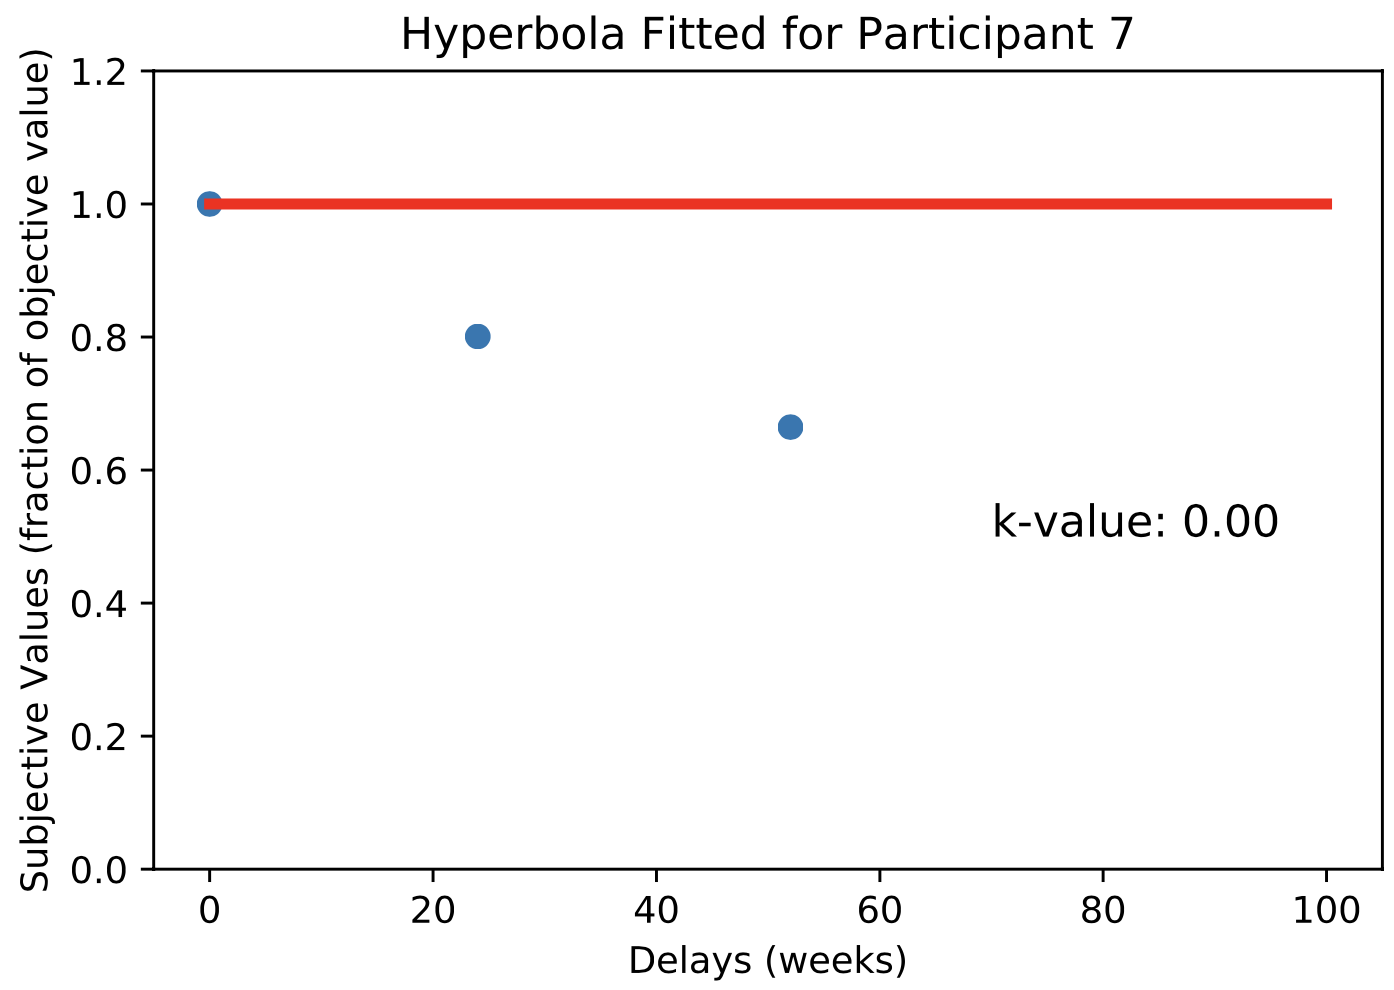 Hyperbola Fitted for Participant 7
Subjective Values (fraction of objective value)
1.2
1.0
0.8
0.6
0.4
0.2
0.0
k-value: 0.00
0 20 40 60 80 100
Delays (weeks)